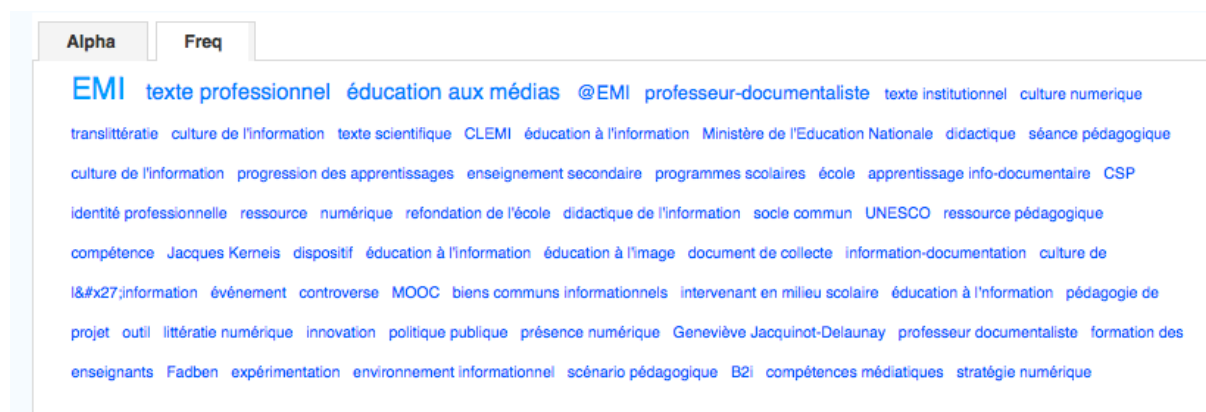 Alpha Freq
EMI texte professionnel éducation aux médias @EMI professeur-documentaliste texte institutionnel culture numerique
translittératie culture de l'information texte scientifique CLEMI éducation à l'information Ministère de l'Education Nationale didactique séance pédagogique
culture de l'information progression des apprentissages enseignement secondaire programmes scolaires école apprentissage info-documentaire CSP
identité professionnelle ressource numérique refondation de l'école didactique de l'information socle commun UNESCO ressource pédagogique
compétence Jacques Kerneis dispositif éducation à l'information éducation à l'image document de collecte information-documentation culture de
l&#x27;information événement controverse MOOC biens communs informationnels intervenant en milieu scolaire éducation à l'nformation pédagogie de
projet outil littératie numérique innovation politique publique présence numérique Geneviève Jacquinot-Delaunay professeur documentaliste formation des
enseignants Fadben expérimentation environnement informationnel scénario pédagogique B2i compétences médiatiques stratégie numérique